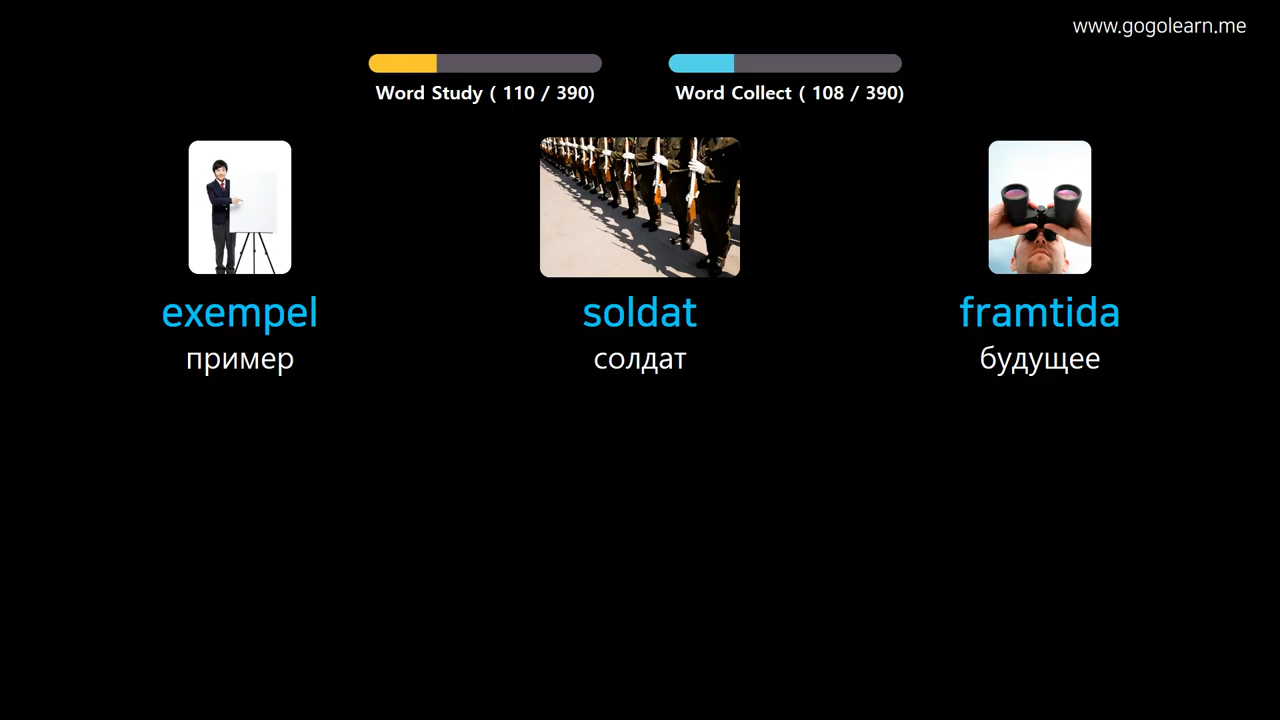 www.gogolearn.me
Word Study ( 110 / 390)
Word Collect ( 108 / 390)
exempel
пример
soldat
солдат
framtida
будущее